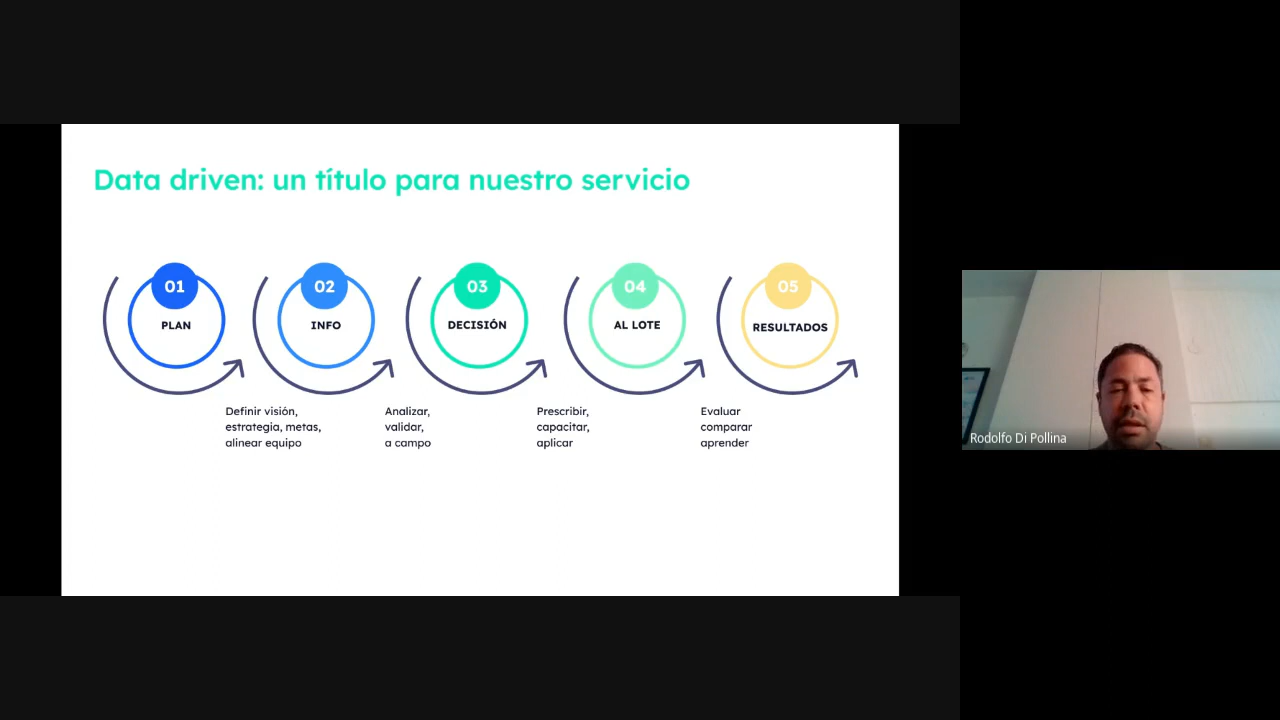 Data driven: un título para nuestro servicio
01
02
03
04
05
PLAN
INFO
DECISIÓN
AL LOTE
RESULTADOS
Definir visión,
estrategia, metas,
alinear equipo
Analizar,
validar,
a campo
Prescribir,
capacitar,
aplicar
Evaluar
comparar
aprender
Rodolfo Di Pollina